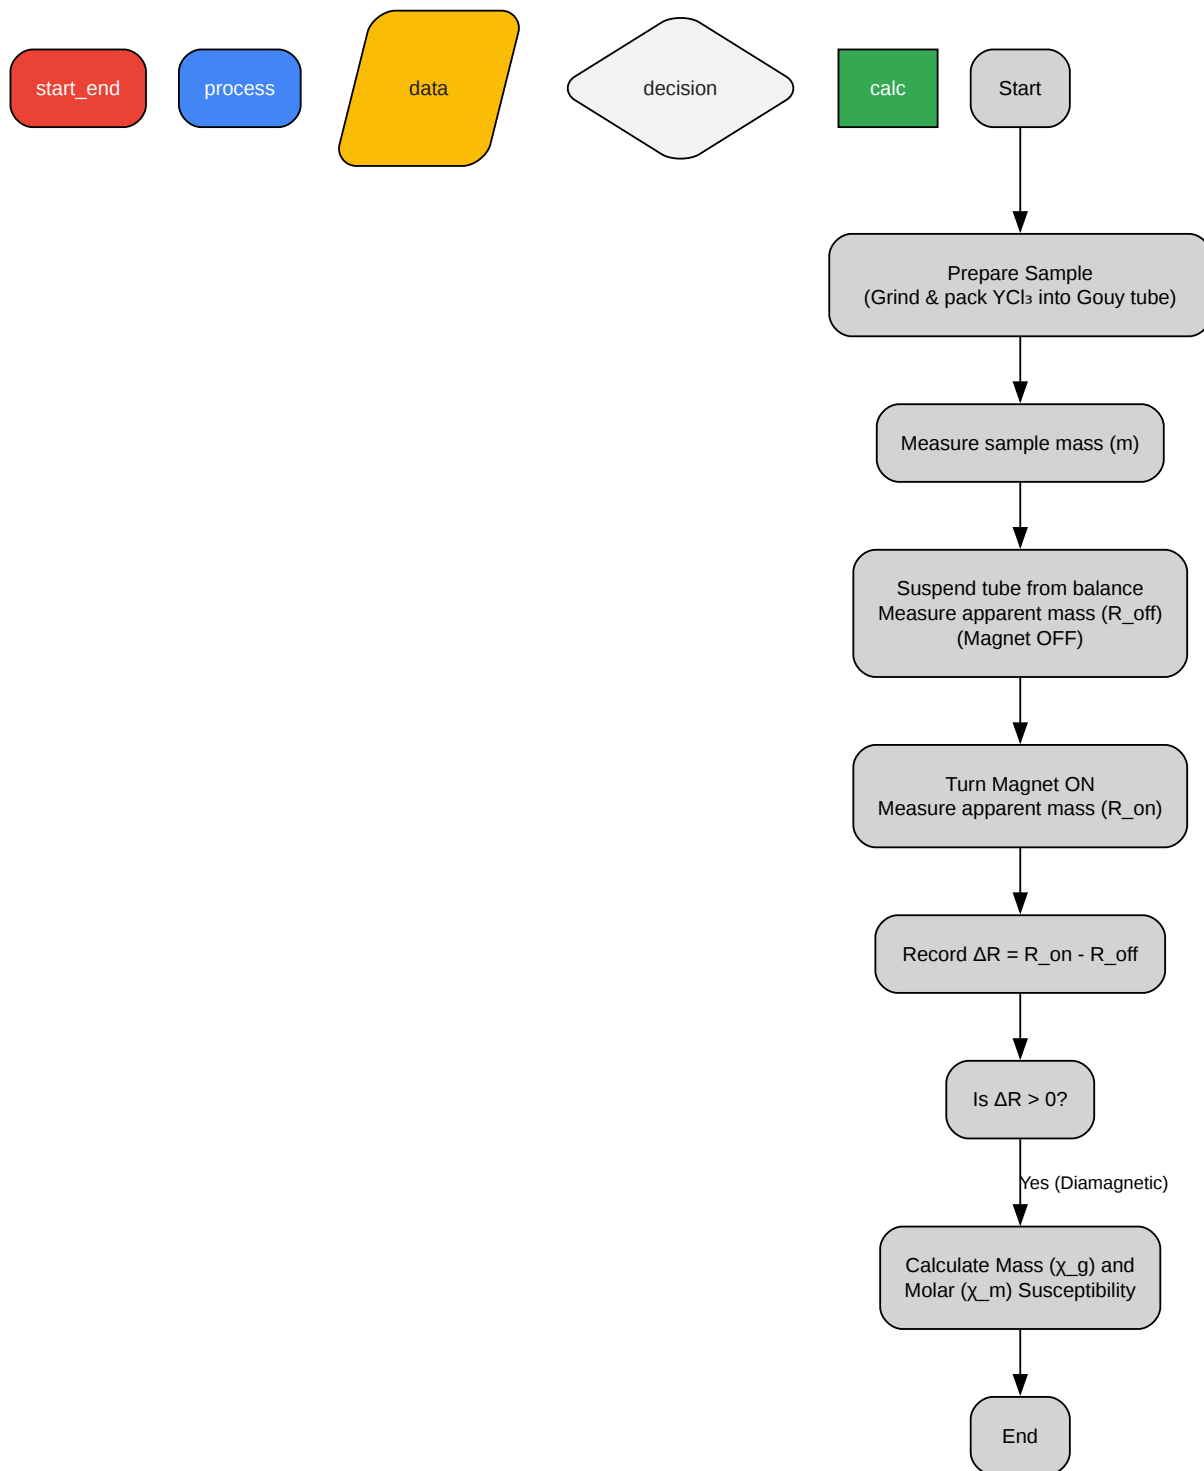 start_end
process
data
decision
calc
Start
Prepare Sample
(Grind & pack YCl₃ into Gouy tube)
Measure sample mass (m)
Suspend tube from balance
Measure apparent mass (R_off)
(Magnet OFF)
Turn Magnet ON
Measure apparent mass (R_on)
Record ΔR = R_on - R_off
Is ΔR > 0?
Yes (Diamagnetic)
Calculate Mass (χ_g) and
Molar (χ_m) Susceptibility
End